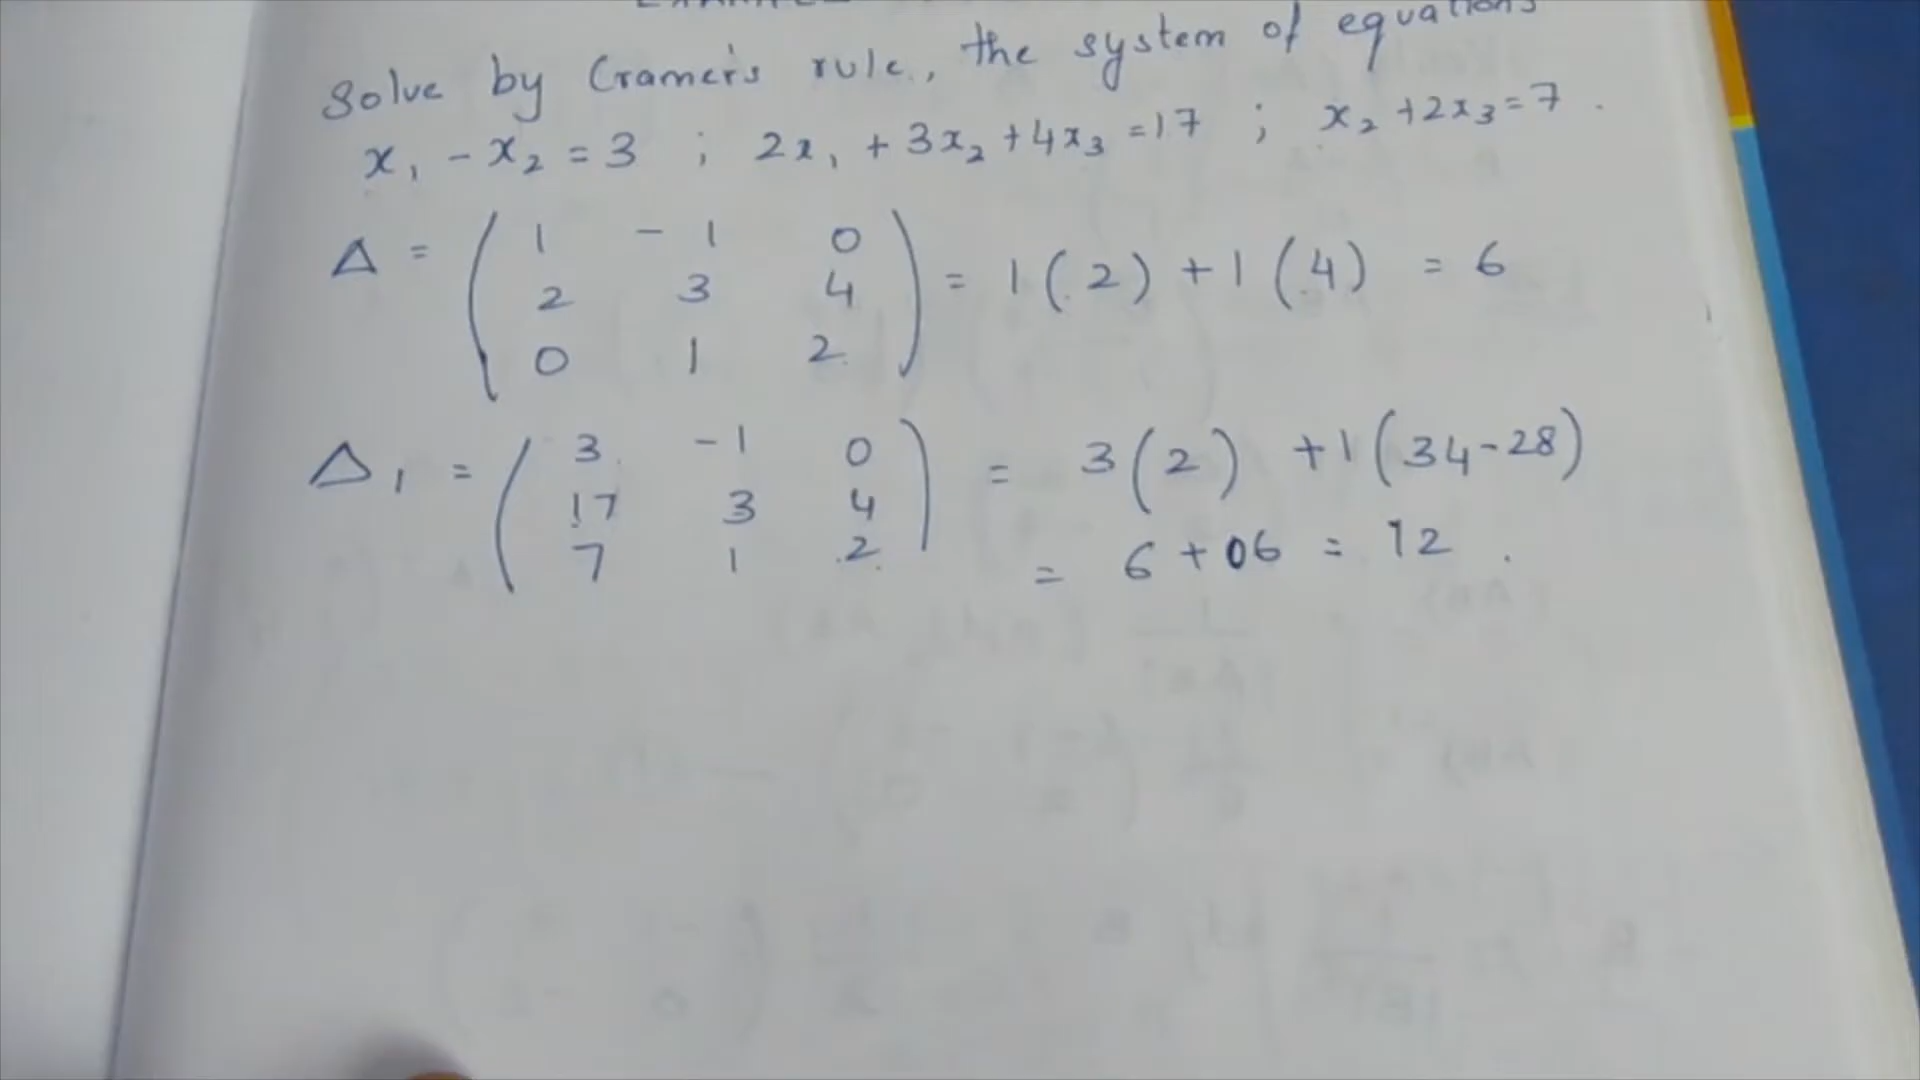 Solve by Cramer's rule, the system of equations
x₁ - x₂ = 3 ; 2x₁ + 3x₂ + 4x₃ = 17 ; x₂ + 2x₃ = 7 .
Δ = ( 1 -1 0
2 3 4
0 1 2 ) = 1(2) + 1(4) = 6
Δ₁ = ( 3 -1 0
17 3 4
7 1 2 ) = 3(2) + 1(34-28)
= 6 + 06 = 12 .